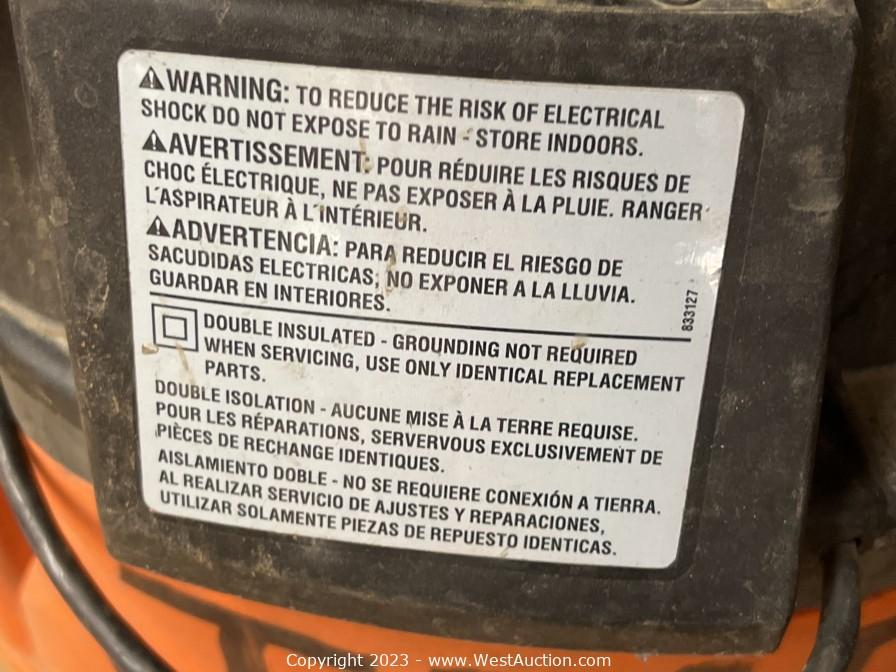 ⚠WARNING: TO REDUCE THE RISK OF ELECTRICAL
SHOCK DO NOT EXPOSE TO RAIN - STORE INDOORS.
⚠AVERTISSEMENT: POUR RÉDUIRE LES RISQUES DE
CHOC ÉLECTRIQUE, NE PAS EXPOSER À LA PLUIE. RANGER
L'ASPIRATEUR À L'INTÉRIEUR.
⚠ADVERTENCIA: PARA REDUCIR EL RIESGO DE
SACUDIDAS ELECTRICAS; NO EXPONER A LA LLUVIA.
GUARDAR EN INTERIORES.
833127
DOUBLE INSULATED - GROUNDING NOT REQUIRED
WHEN SERVICING, USE ONLY IDENTICAL REPLACEMENT
PARTS.
DOUBLE ISOLATION - AUCUNE MISE À LA TERRE REQUISE.
POUR LES RÉPARATIONS, SERVERVOUS EXCLUSIVEMENT DE
PIÈCES DE RECHANGE IDENTIQUES.
AISLAMIENTO DOBLE - NO SE REQUIERE CONEXIÓN A TIERRA.
AL REALIZAR SERVICIO DE AJUSTES Y REPARACIONES,
UTILIZAR SOLAMENTE PIEZAS DE REPUESTO IDENTICAS.
Copyright 2023 - www.WestAuction.com